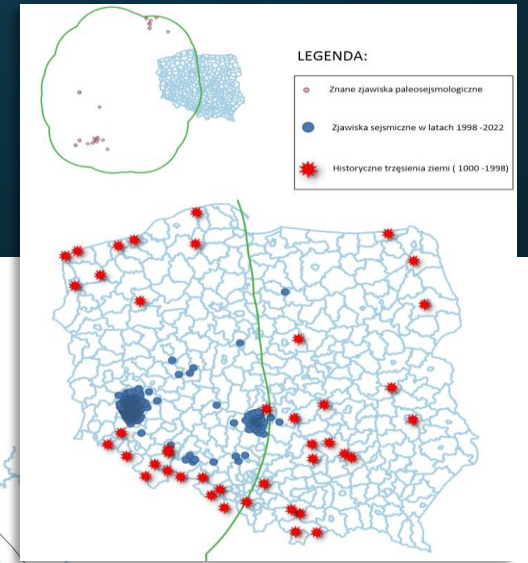 LEGENDA:
Znane zjawiska paleosejsmologiczne
Zjawiska sejsmiczne w latach 1998 -2022
Historyczne trzęsienia ziemi ( 1000 -1998)